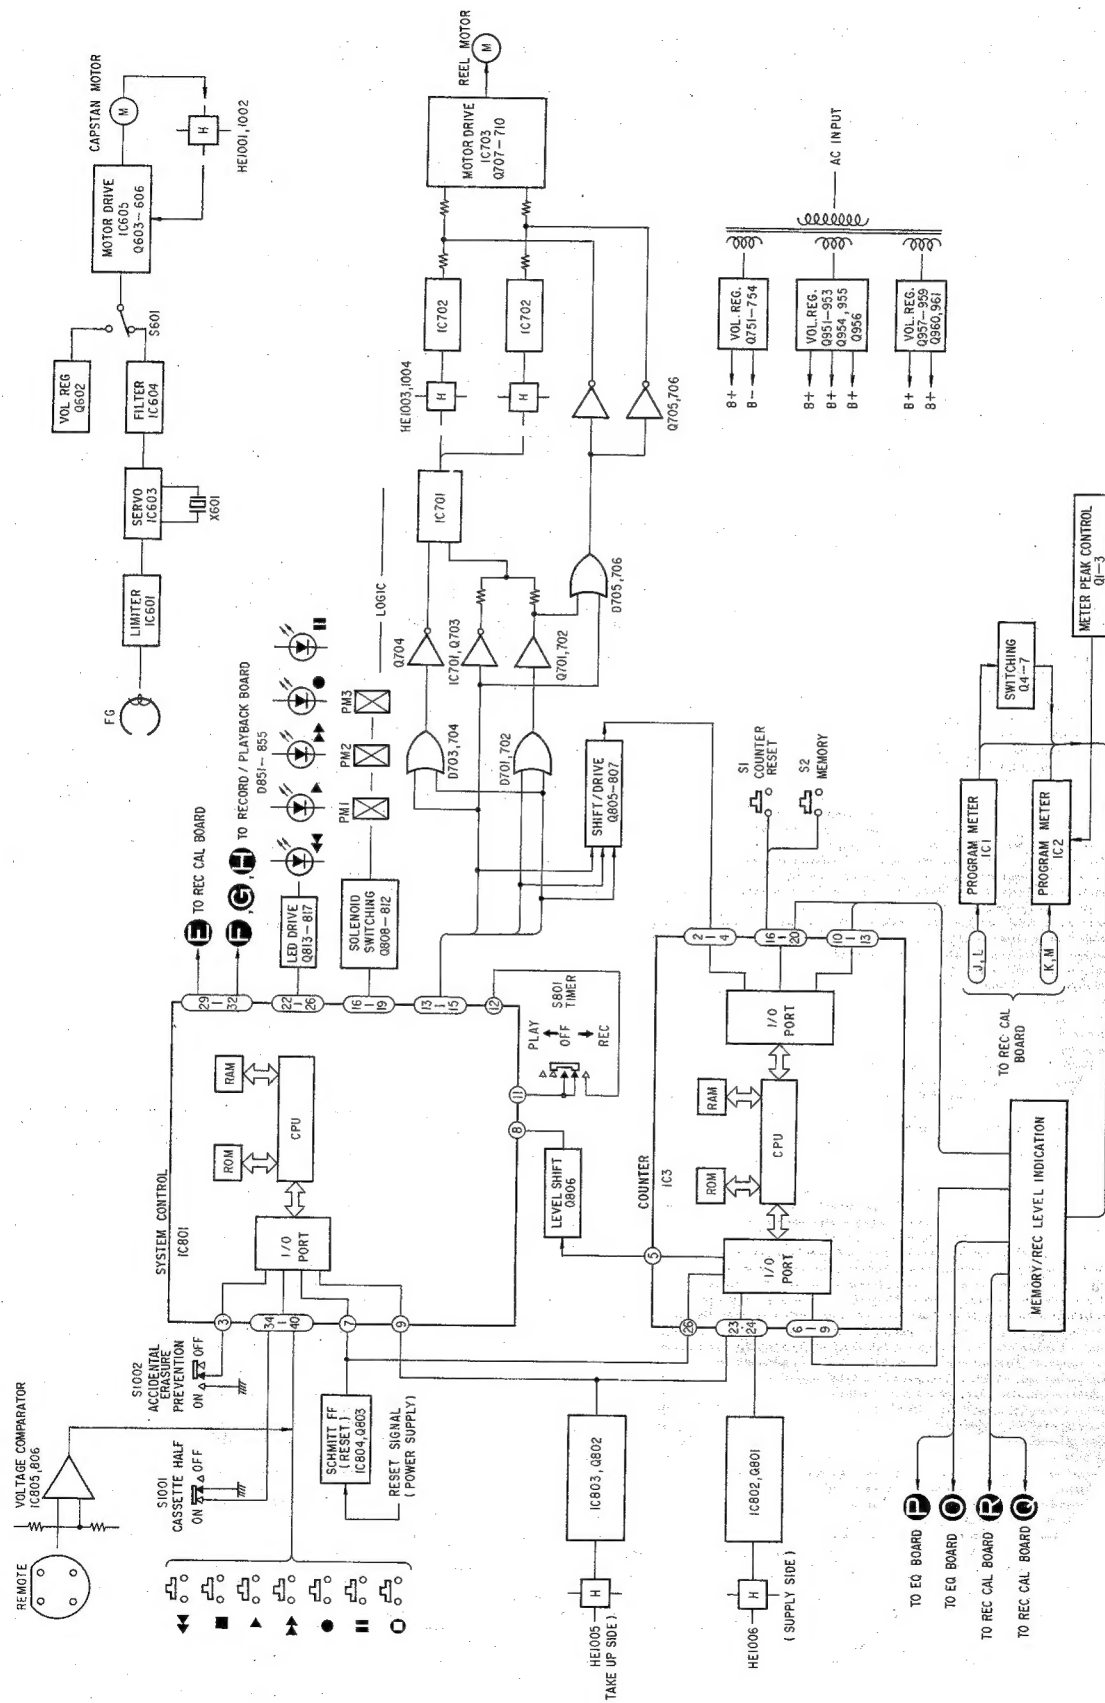 REMOTE
VOLTAGE COMPARATOR
IC805,806
S1001
CASSETTE HALF
ON OFF
S1002
ACCIDENTAL
ERASURE
PREVENTION
ON OFF
SCHMITT FF
(RESET)
IC804,Q803
RESET SIGNAL
(POWER SUPPLY)
SYSTEM CONTROL
IC801
I/O
PORT
ROM
RAM
CPU
33
34
40
7
9
8
11
12
13
15
16
19
22
26
29
32
E TO REC CAL BOARD
F, G, H TO RECORD / PLAYBACK BOARD
D851-855
LED DRIVE
Q813-817
SOLENOID
SWITCHING
Q808-812
PM1
PM2
PM3
LOGIC
S801
TIMER
PLAY
OFF
REC
LEVEL SHIFT
Q806
FG
LIMITER
IC601
SERVO
IC603
X601
FILTER
IC604
VOL REG
Q602
S601
MOTOR DRIVE
IC605
Q603-606
CAPSTAN MOTOR
M
H
HE1001,1002
D703,704
D701,702
Q704
IC701,Q703
Q701,702
IC701
D705,706
Q705,706
HE1003,1004
H
H
IC702
IC702
MOTOR DRIVE
IC703
Q707-710
REEL MOTOR
M
SHIFT/DRIVE
Q805-807
S1
COUNTER
RESET
S2
MEMORY
COUNTER
IC3
I/O
PORT
ROM
RAM
CPU
I/O
PORT
5
26
23
24
6
9
2
4
16
20
10
13
IC803,Q802
H
HE1005
(TAKE UP SIDE)
IC802,Q801
H
HE1006
(SUPPLY SIDE)
VOL.REG.
Q751-754
B+
B-
VOL.REG.
Q951-953
Q954,955
Q956
B+
B+
B+
VOL.REG.
Q957-959
Q960,961
B+
B+
AC INPUT
J,L
K,M
TO REC CAL
BOARD
PROGRAM METER
IC1
PROGRAM METER
IC2
SWITCHING
Q4-7
METER PEAK CONTROL
Q1-3
MEMORY/REC LEVEL INDICATION
TO EQ BOARD P
TO EQ BOARD O
TO REC CAL BOARD R
TO REC CAL BOARD Q